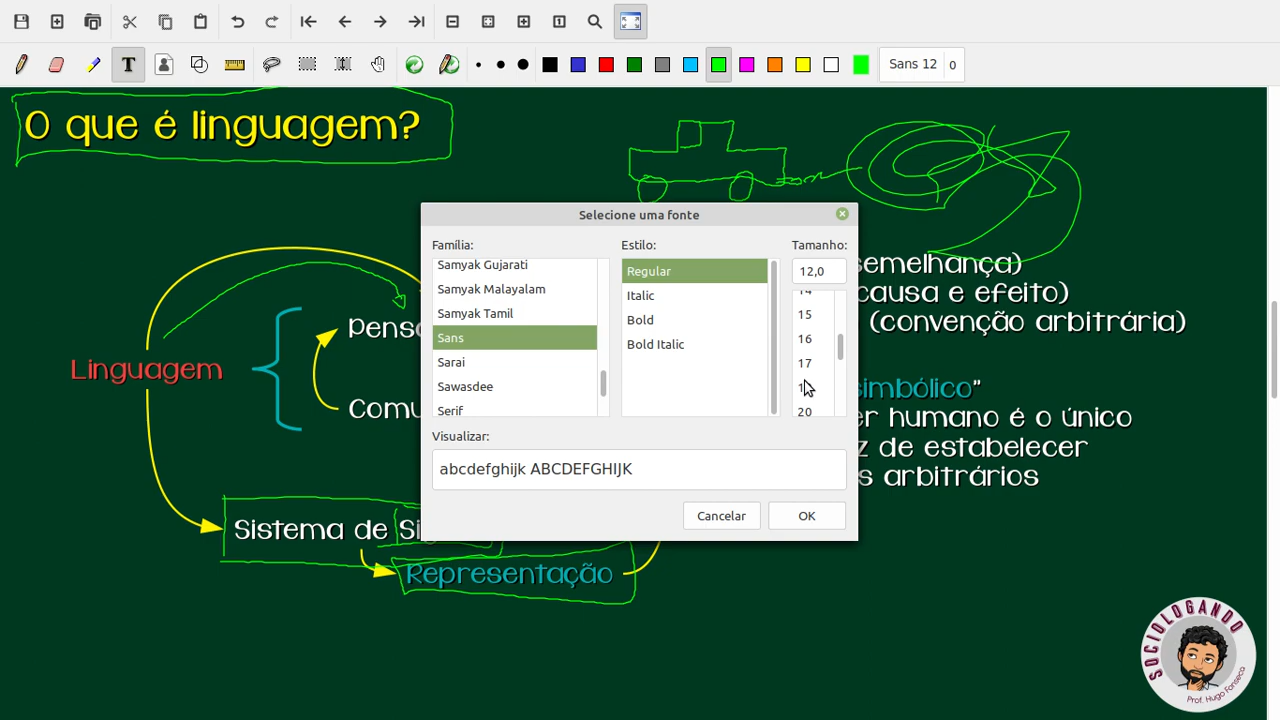 T
Sans 12
0
O que é linguagem?
Selecione uma fonte
Família:
Estilo:
Tamanho:
Samyak Gujarati
Samyak Malayalam
Samyak Tamil
Sans
Sarai
Sawasdee
Serif
Regular
Italic
Bold
Bold Italic
12,0
14
15
16
17
20
Visualizar:
abcdefghijk ABCDEFGHIJK
Cancelar
OK
semelhança)
causa e efeito)
(convenção arbitrária)
simbólico"
er humano é o único
z de estabelecer
s arbitrários
Linguagem
Pens
Comu
Sistema de Si
Representação
SOCIOLOGANDO
Prof. Hugo Fonseca